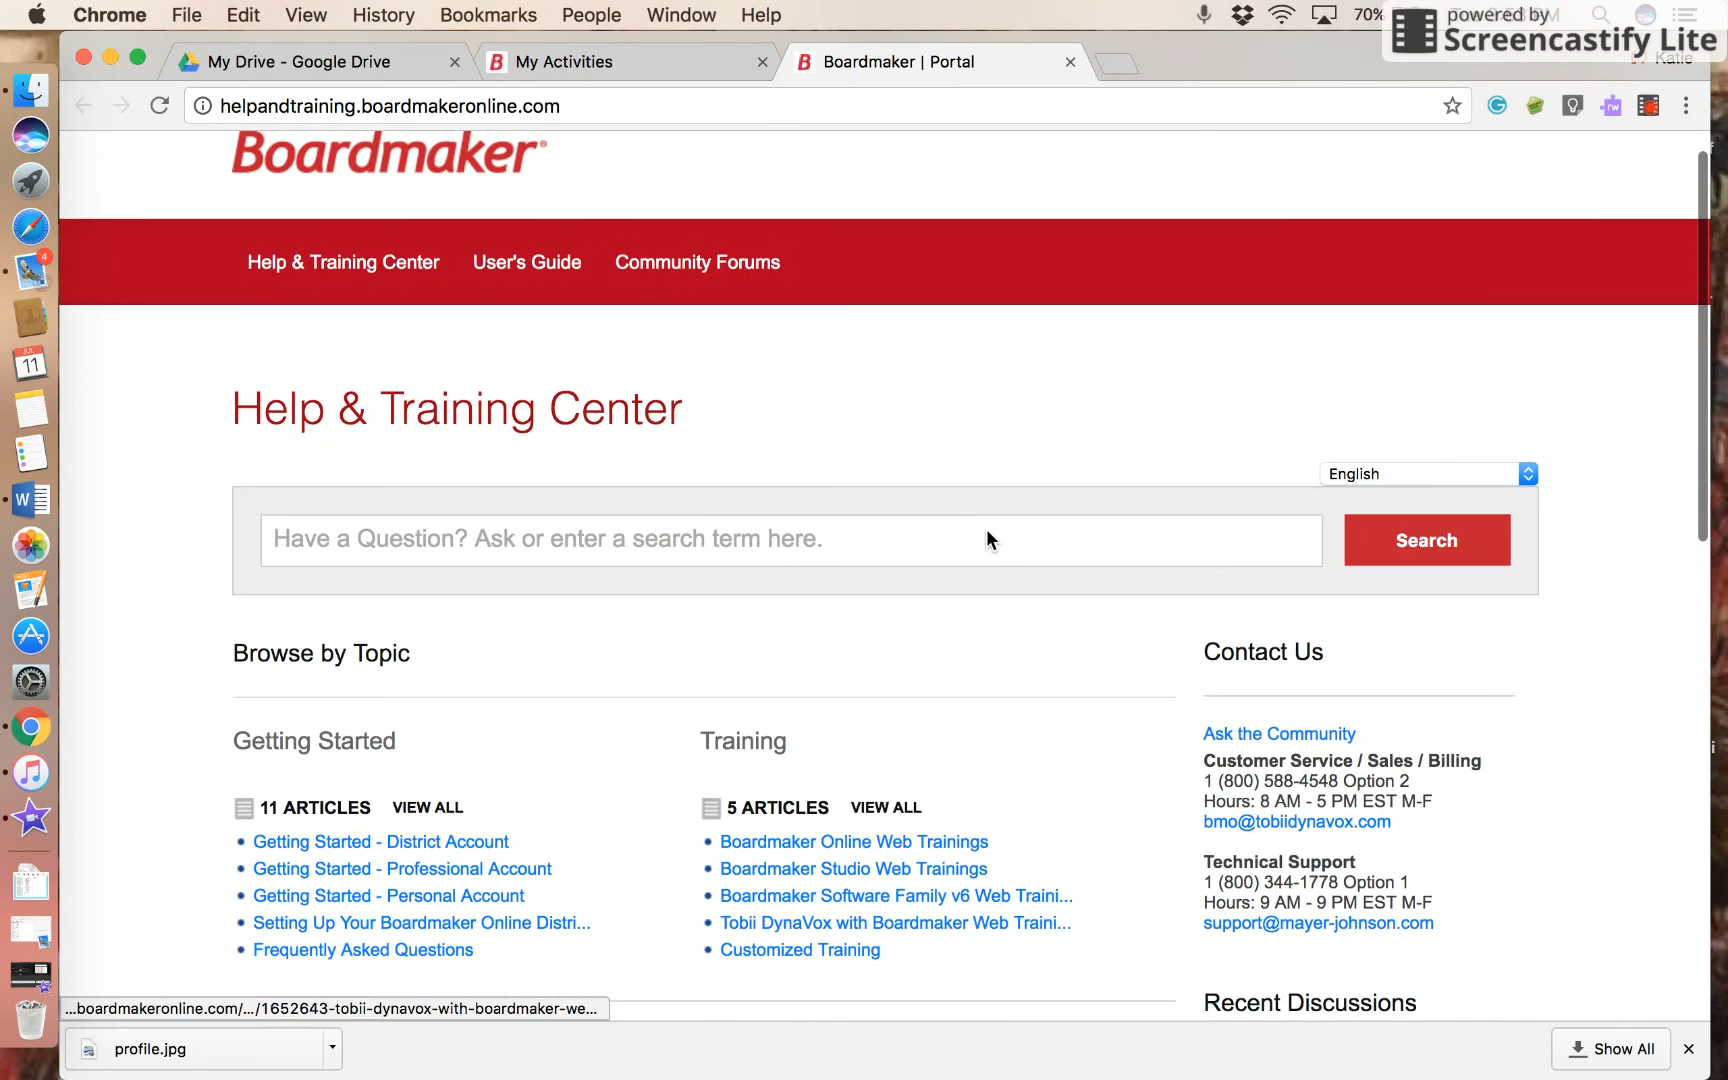 Chrome File Edit View History Bookmarks People Window Help
70%
powered by
Screencastify Lite
My Drive - Google Drive
My Activities
Boardmaker | Portal
Katie
helpandtraining.boardmakeronline.com
Boardmaker
Help & Training Center User's Guide Community Forums
Help & Training Center
English
Have a Question? Ask or enter a search term here.
Search
Browse by Topic
Contact Us
Getting Started
Training
11 ARTICLES VIEW ALL
Getting Started - District Account
Getting Started - Professional Account
Getting Started - Personal Account
Setting Up Your Boardmaker Online Distri...
Frequently Asked Questions
5 ARTICLES VIEW ALL
Boardmaker Online Web Trainings
Boardmaker Studio Web Trainings
Boardmaker Software Family v6 Web Traini...
Tobii DynaVox with Boardmaker Web Traini...
Customized Training
Ask the Community
Customer Service / Sales / Billing
1 (800) 588-4548 Option 2
Hours: 8 AM - 5 PM EST M-F
bmo@tobiidynavox.com
Technical Support
1 (800) 344-1778 Option 1
Hours: 9 AM - 9 PM EST M-F
support@mayer-johnson.com
Recent Discussions
...boardmakeronline.com/.../1652643-tobii-dynavox-with-boardmaker-we...
profile.jpg
Show All
4
JUL
11
W